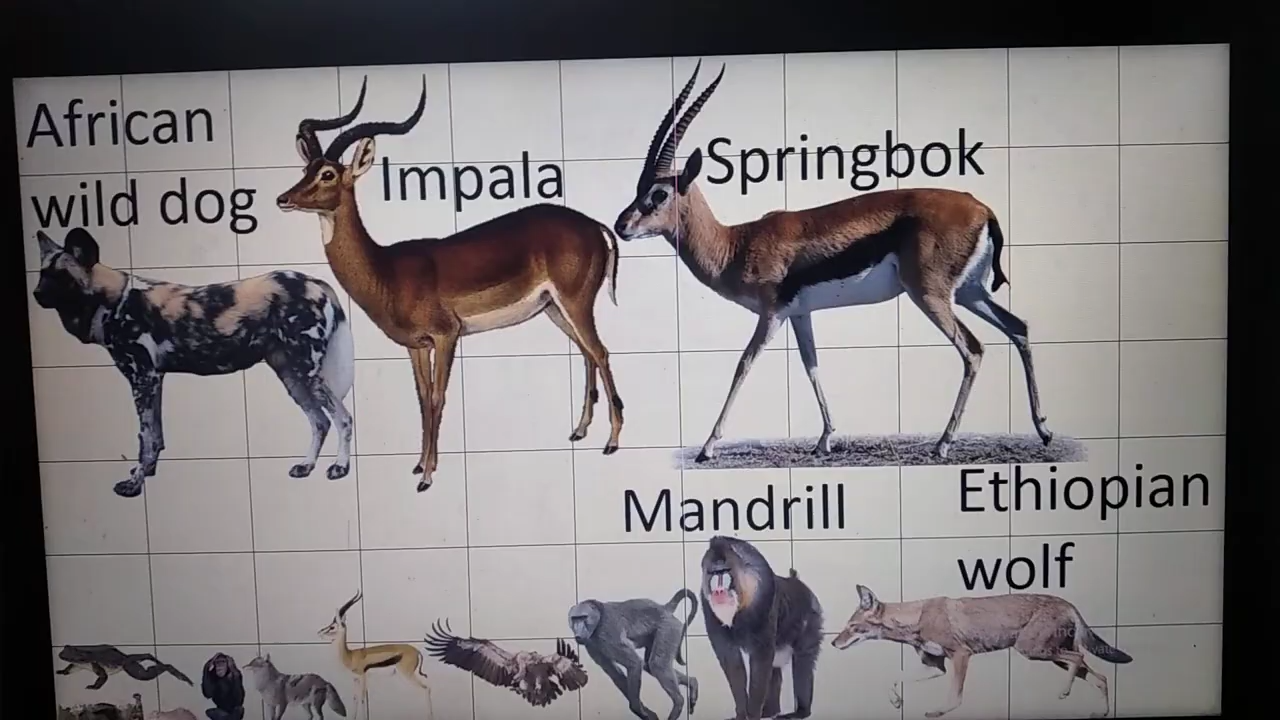 African
wild dog
Impala
Springbok
Mandrill
Ethiopian
wolf